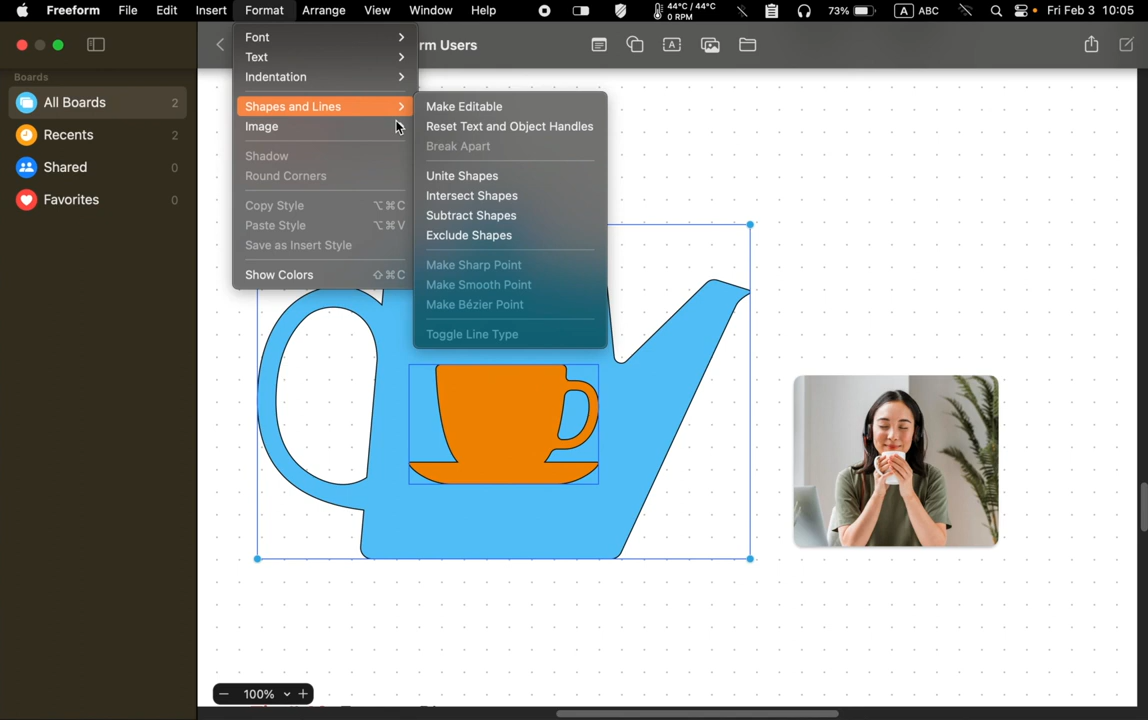 Freeform File Edit Insert Format Arrange View Window Help 44°C / 44°C 0 RPM 73% A ABC Fri Feb 3 10:05
rm Users
Boards
All Boards 2
Recents 2
Shared 0
Favorites 0
Font
Text
Indentation
Shapes and Lines
Image
Shadow
Round Corners
Copy Style ⌥⌘C
Paste Style ⌥⌘V
Save as Insert Style
Show Colors ⇧⌘C
Make Editable
Reset Text and Object Handles
Break Apart
Unite Shapes
Intersect Shapes
Subtract Shapes
Exclude Shapes
Make Sharp Point
Make Smooth Point
Make Bézier Point
Toggle Line Type
100%